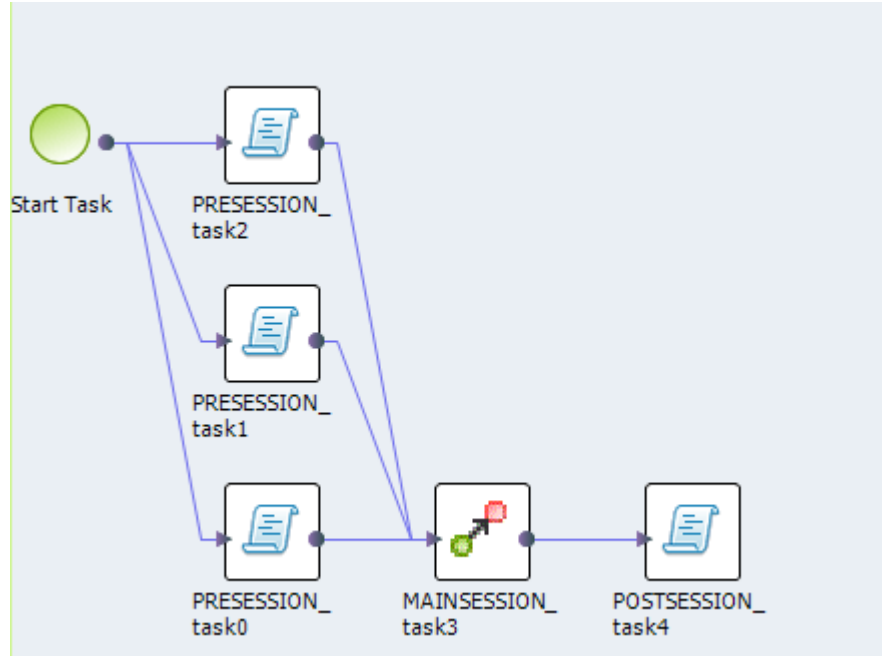 Start Task
PRESESSION_
task2
PRESESSION_
task1
PRESESSION_
task0
MAINSESSION_
task3
POSTSESSION_
task4